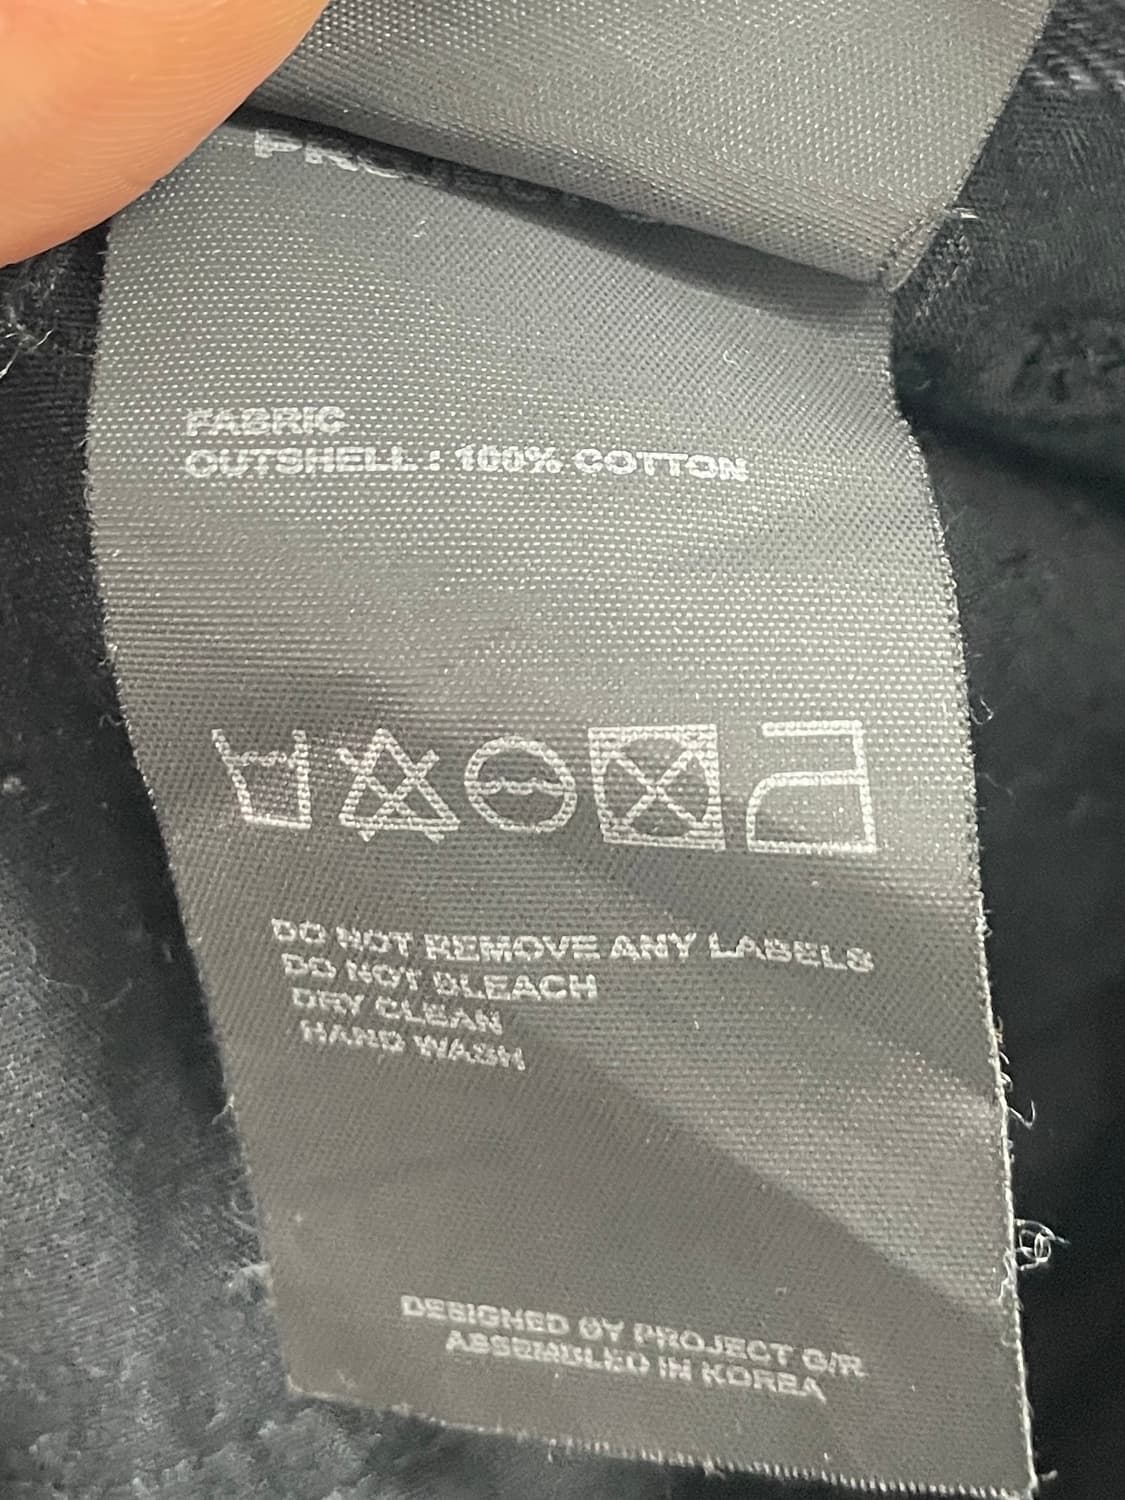 FABRIC
OUTSHELL : 100% COTTON
DO NOT REMOVE ANY LABELS
DO NOT BLEACH
DRY CLEAN
HAND WASH
DESIGNED BY PROJECT G/R
ASSEMBLED IN KOREA